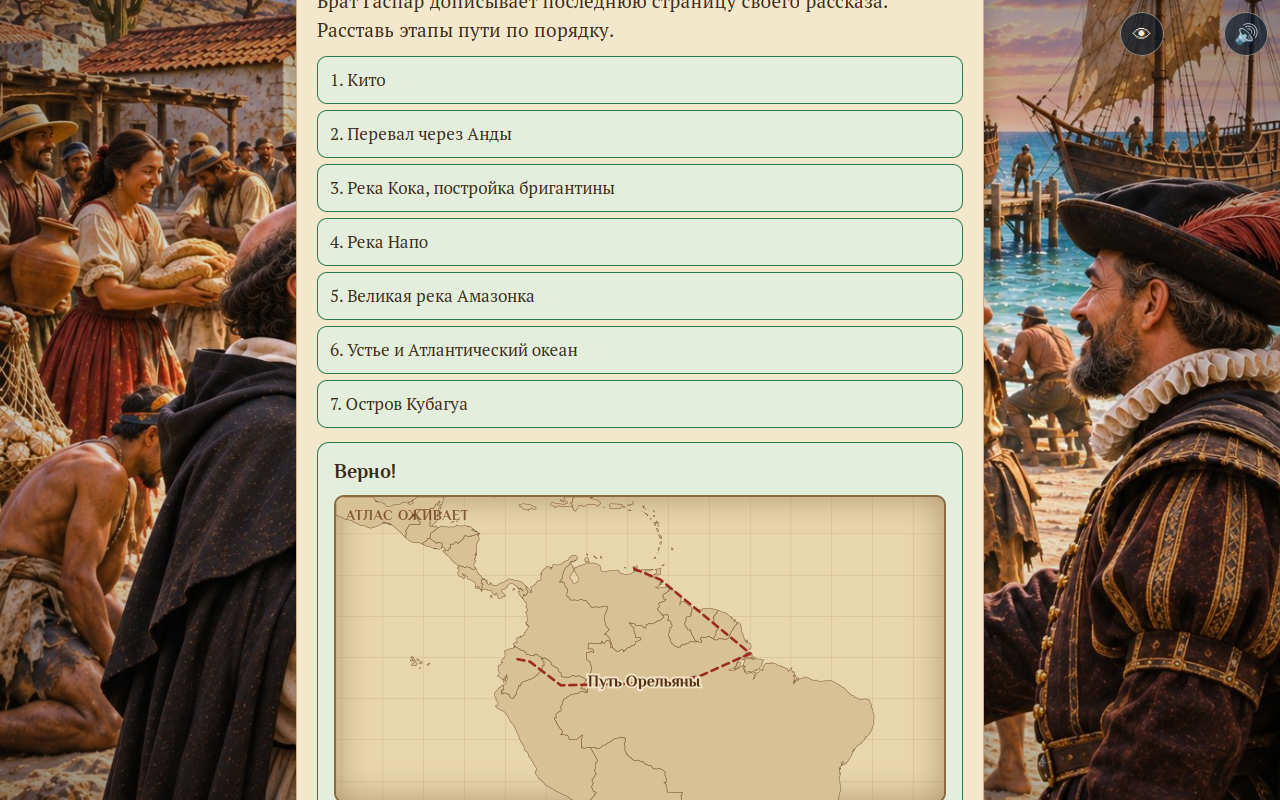 Брат Гаспар дописывает последнюю страницу своего рассказа.
Расставь этапы пути по порядку.
1. Кито
2. Перевал через Анды
3. Река Кока, постройка бригантины
4. Река Напо
5. Великая река Амазонка
6. Устье и Атлантический океан
7. Остров Кубагуа
Верно!
АТЛАС ОЖИВАЕТ
Путь Орельяны